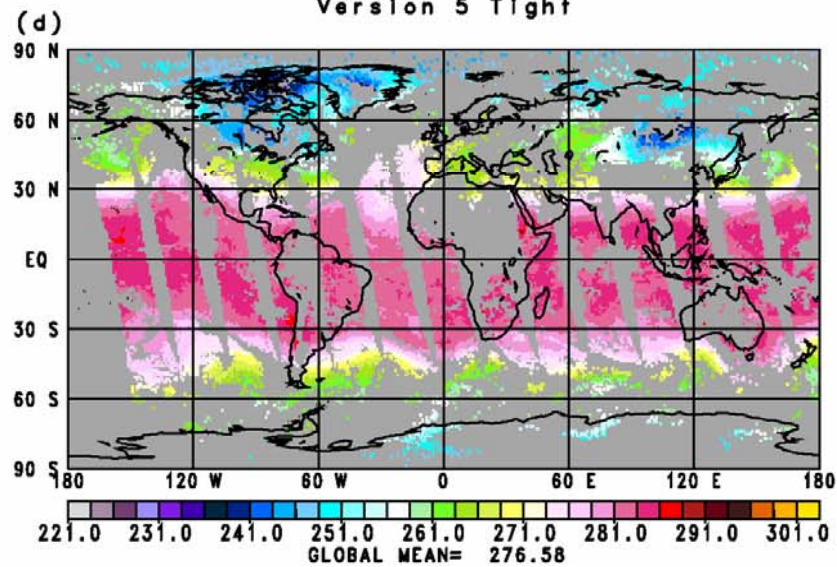 Version 5 Tight
(d)
90 N
60 N
30 N
EQ
30 S
60 S
90 S
180 120 W 60 W 0 60 E 120 E 180
221.0 231.0 241.0 251.0 261.0 271.0 281.0 291.0 301.0
GLOBAL MEAN= 276.58